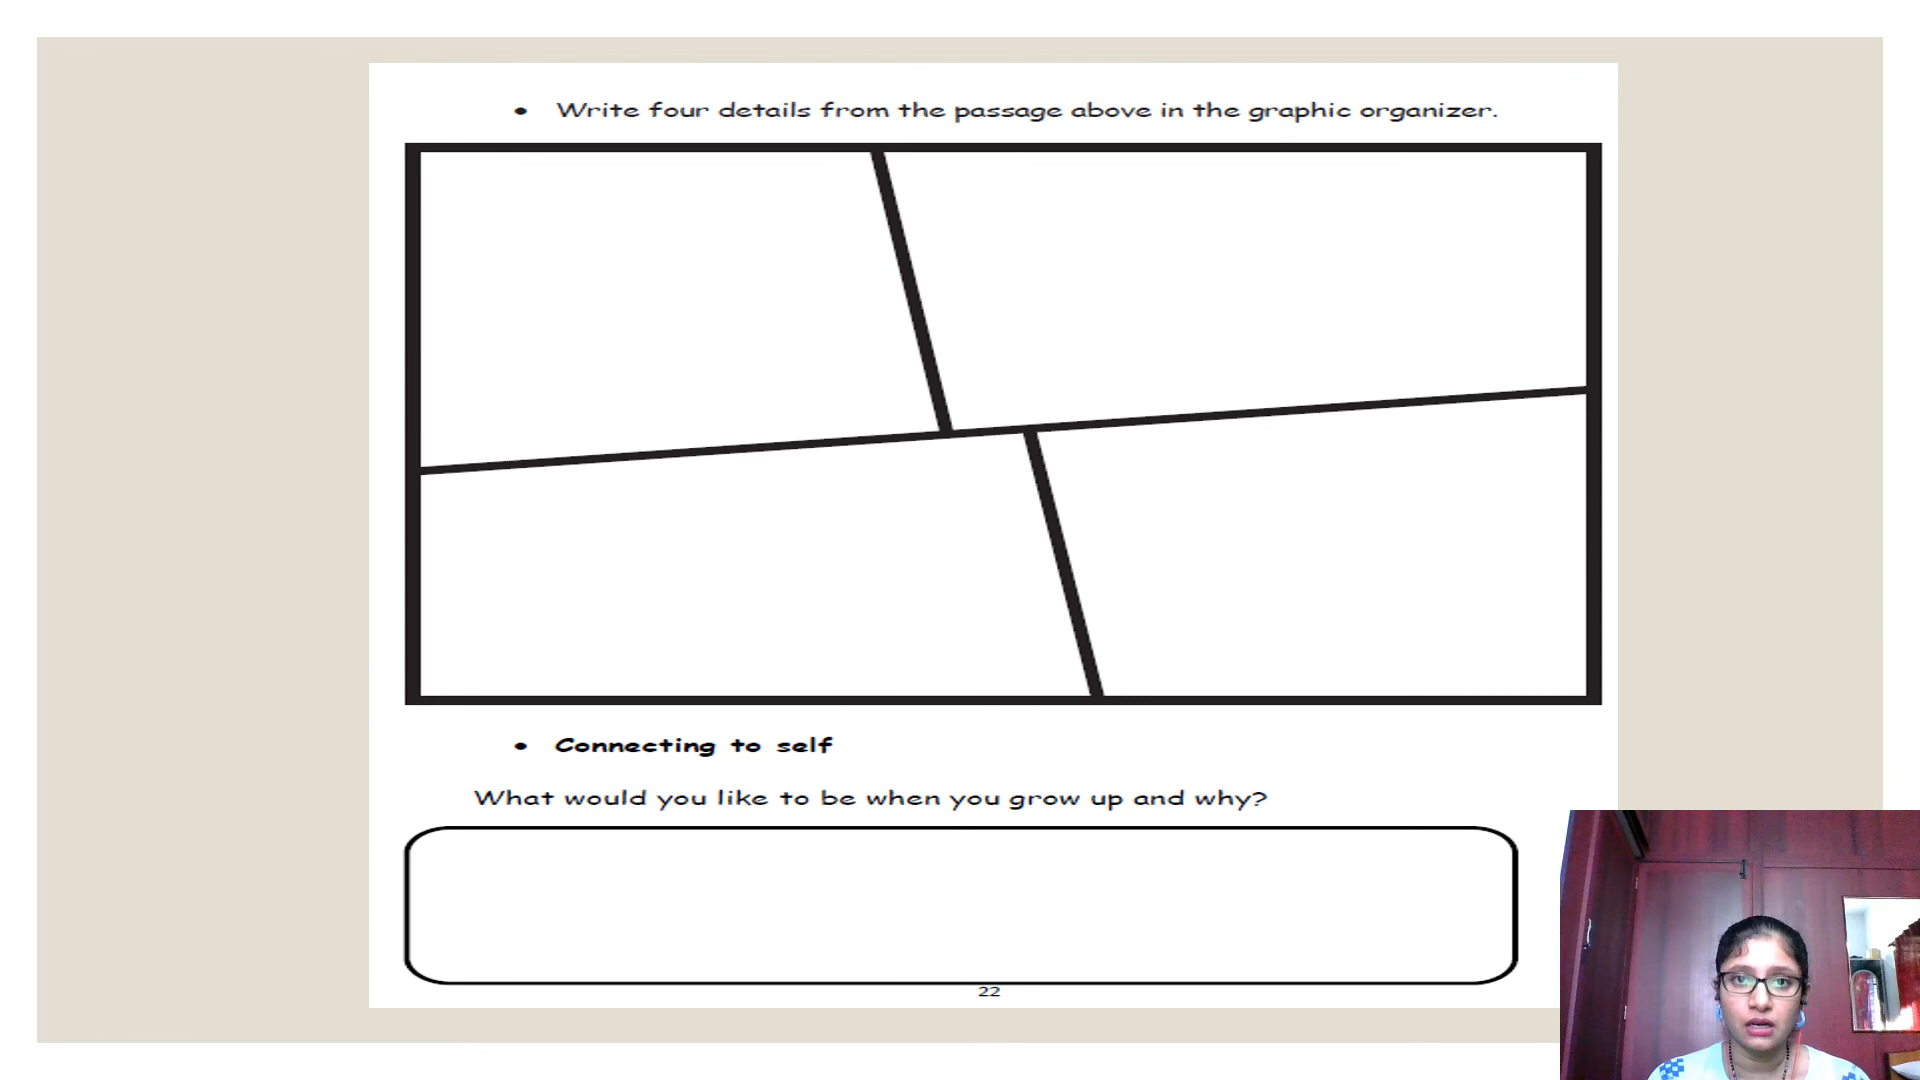 • Write four details from the passage above in the graphic organizer.
• Connecting to self
What would you like to be when you grow up and why?
22